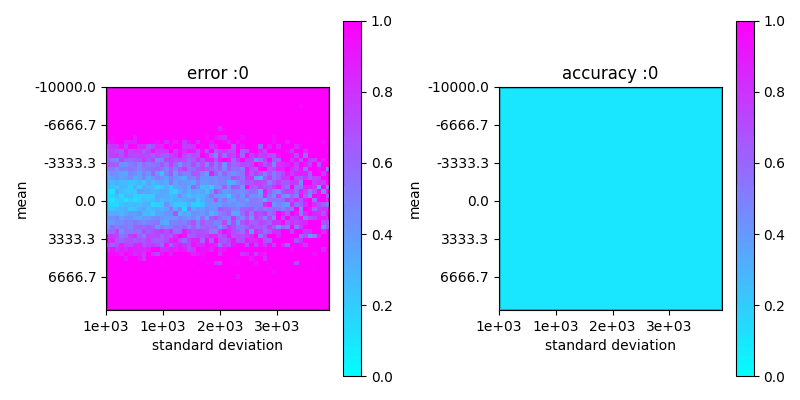 error :0
mean
-10000.0
-6666.7
-3333.3
0.0
3333.3
6666.7
1e+03
1e+03
2e+03
3e+03
standard deviation
1.0
0.8
0.6
0.4
0.2
0.0
accuracy :0
mean
-10000.0
-6666.7
-3333.3
0.0
3333.3
6666.7
1e+03
1e+03
2e+03
3e+03
standard deviation
1.0
0.8
0.6
0.4
0.2
0.0